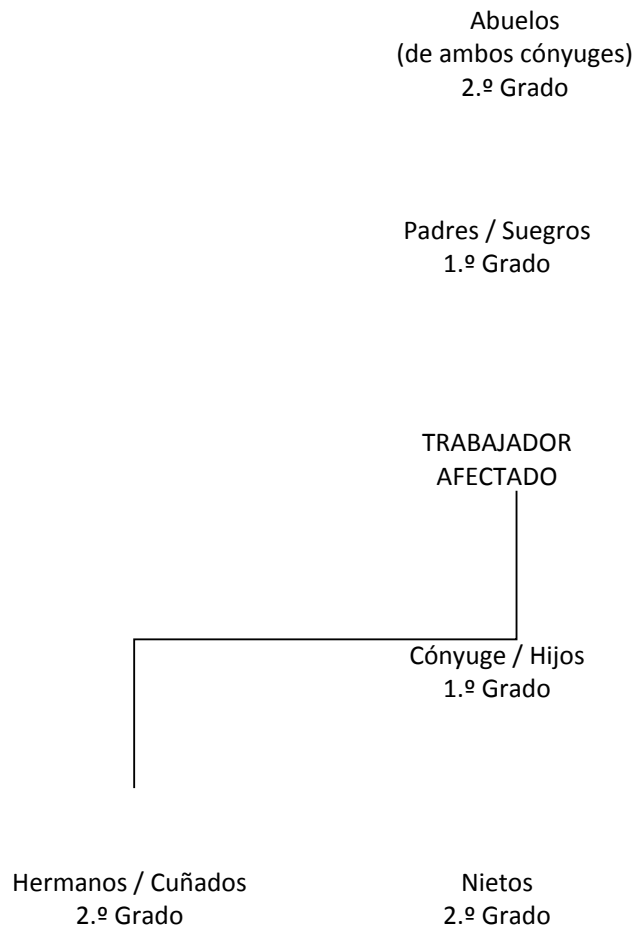 Abuelos
(de ambos cónyuges)
2.º Grado
Padres / Suegros
1.º Grado
TRABAJADOR
AFECTADO
Cónyuge / Hijos
1.º Grado
Hermanos / Cuñados
2.º Grado
Nietos
2.º Grado